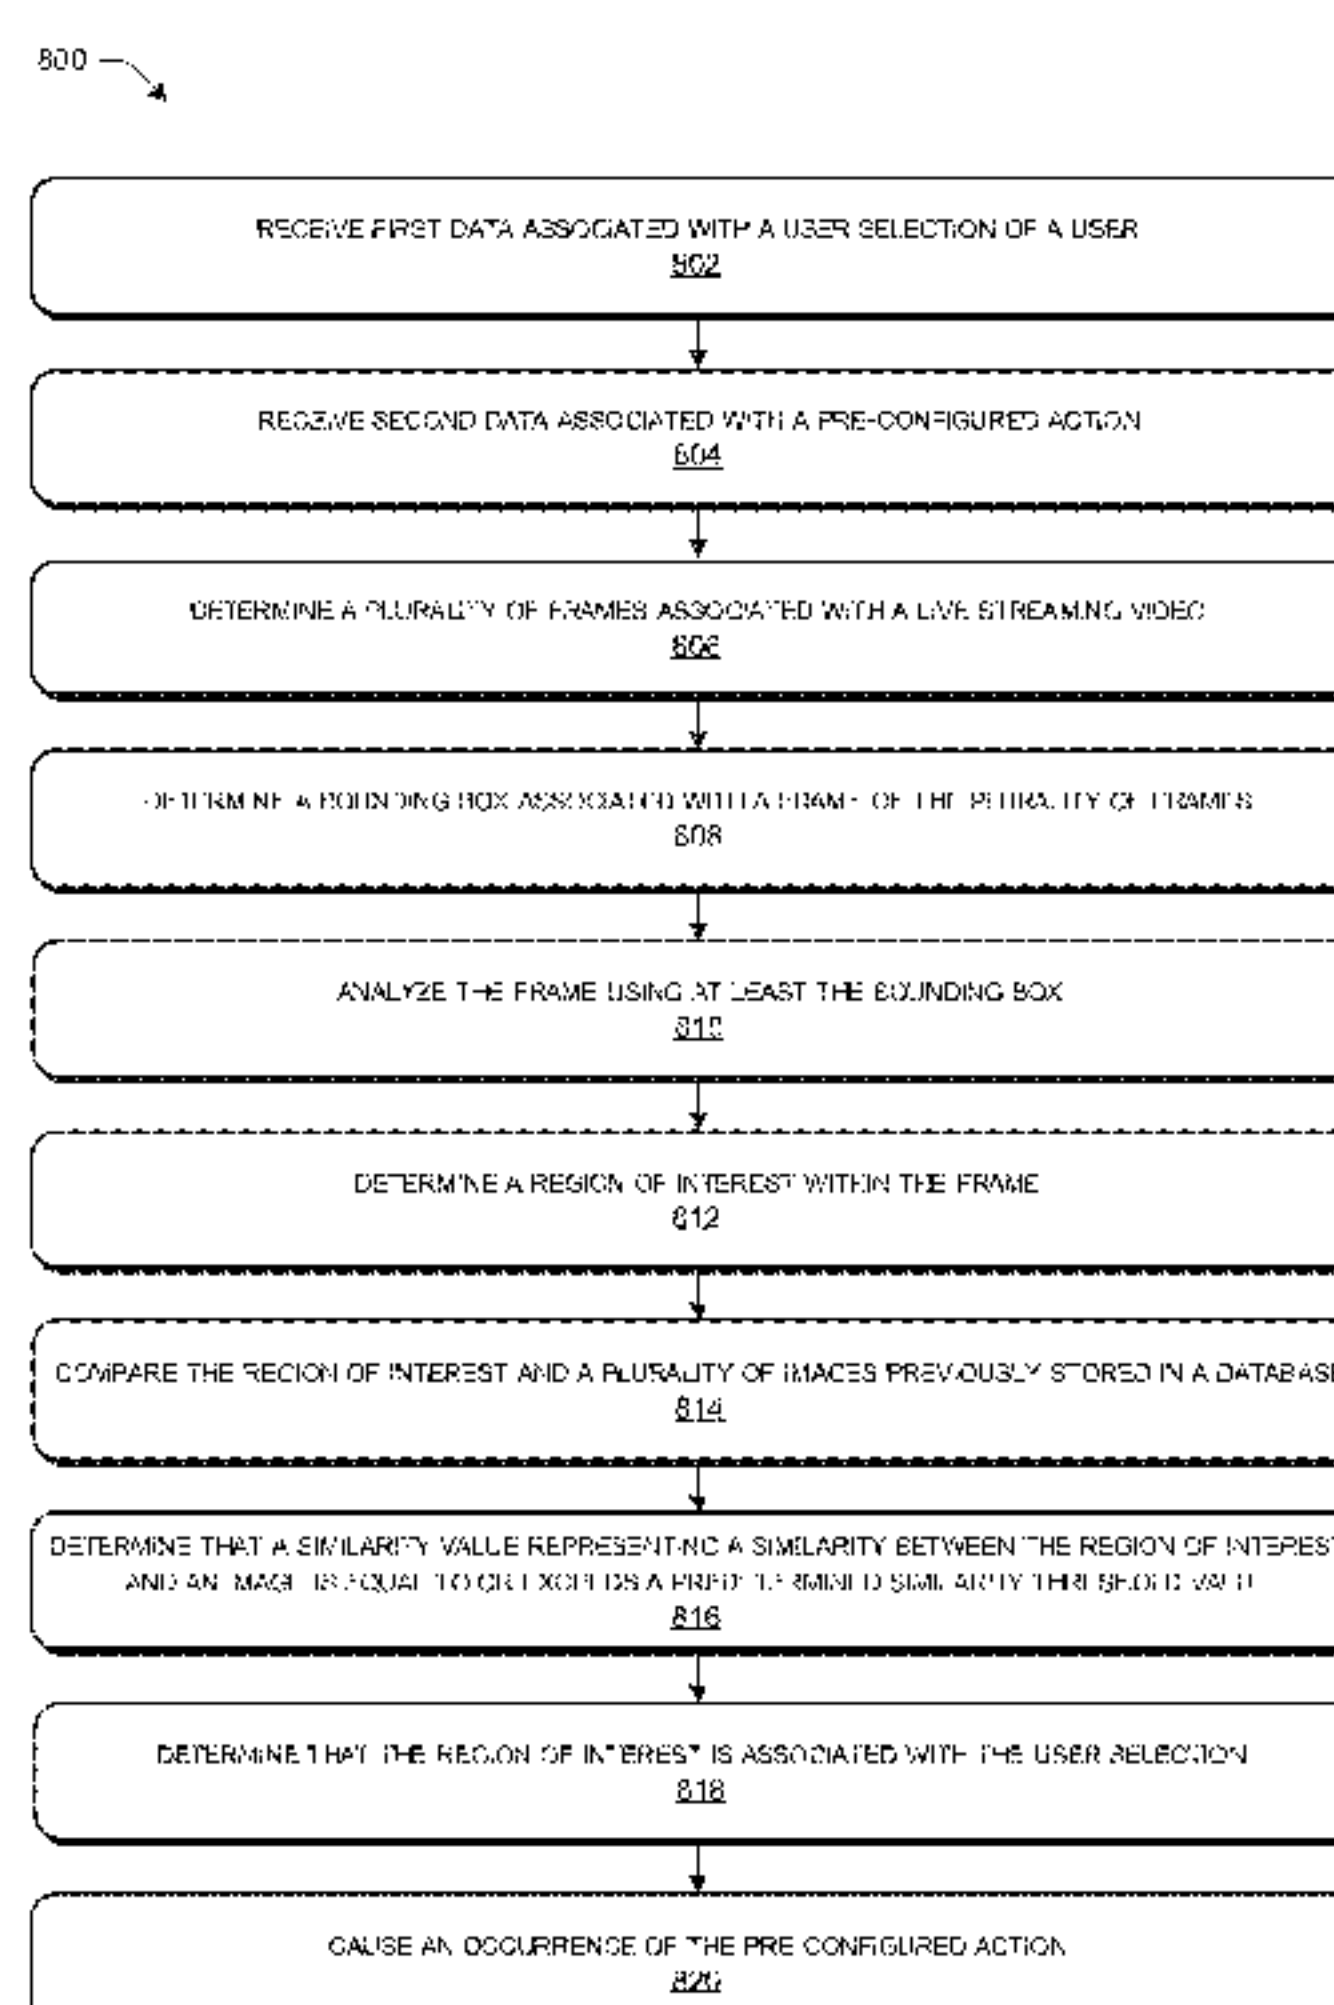 800
RECEIVE FIRST DATA ASSOCIATED WITH A USER SELECTION OF A USER
802
RECEIVE SECOND DATA ASSOCIATED WITH A PRE-CONFIGURED ACTION
804
DETERMINE A PLURALITY OF FRAMES ASSOCIATED WITH A LIVE STREAMING VIDEO
806
DETERMINE A BOUNDING BOX ASSOCIATED WITH A FRAME OF THE PLURALITY OF FRAMES
808
ANALYZE THE FRAME USING AT LEAST THE BOUNDING BOX
810
DETERMINE A REGION OF INTEREST WITHIN THE FRAME
812
COMPARE THE REGION OF INTEREST AND A PLURALITY OF IMAGES PREVIOUSLY STORED IN A DATABASE
814
DETERMINE THAT A SIMILARITY VALUE REPRESENTING A SIMILARITY BETWEEN THE REGION OF INTEREST
AND AN IMAGE IS EQUAL TO OR EXCEEDS A PREDETERMINED SIMILARITY THRESHOLD VALUE
816
DETERMINE THAT THE REGION OF INTEREST IS ASSOCIATED WITH THE USER SELECTION
818
CAUSE AN OCCURRENCE OF THE PRE-CONFIGURED ACTION
820